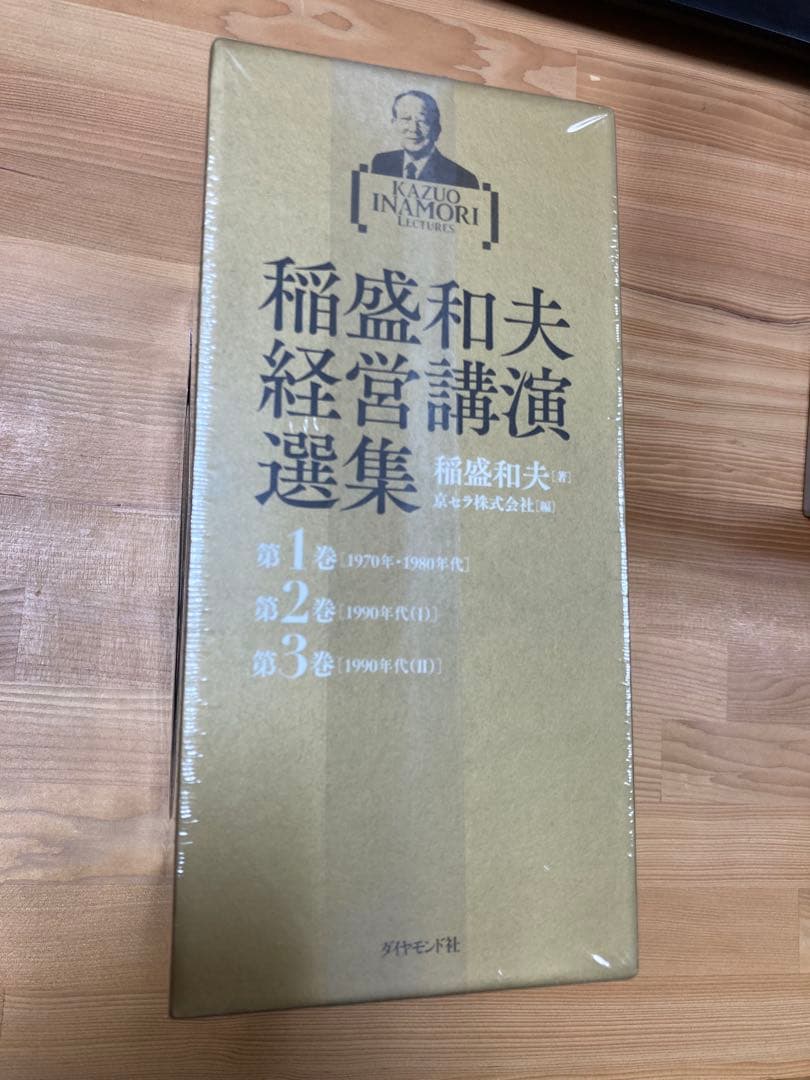 KAZUO
INAMORI
LECTURES
稲盛和夫
経営講演
選集
稲盛和夫[著]
京セラ株式会社[編]
第1巻[1970年・1980年代]
第2巻[1990年代(I)]
第3巻[1990年代(II)]
ダイヤモンド社